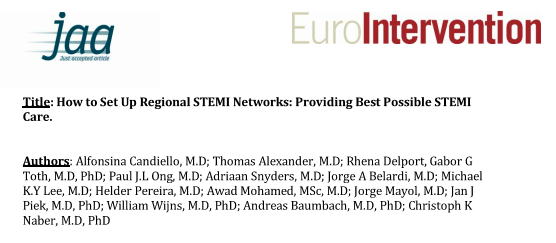 jaa
Just accepted article
EuroIntervention
Title: How to Set Up Regional STEMI Networks: Providing Best Possible STEMI
Care.
Authors: Alfonsina Candiello, M.D; Thomas Alexander, M.D; Rhena Delport, Gabor G
Toth, M.D, PhD; Paul J.L Ong, M.D; Adriaan Snyders, M.D; Jorge A Belardi, M.D; Michael
K.Y Lee, M.D; Helder Pereira, M.D; Awad Mohamed, MSc, M.D; Jorge Mayol, M.D; Jan J
Piek, M.D, PhD; William Wijns, M.D, PhD; Andreas Baumbach, M.D, PhD; Christoph K
Naber, M.D, PhD